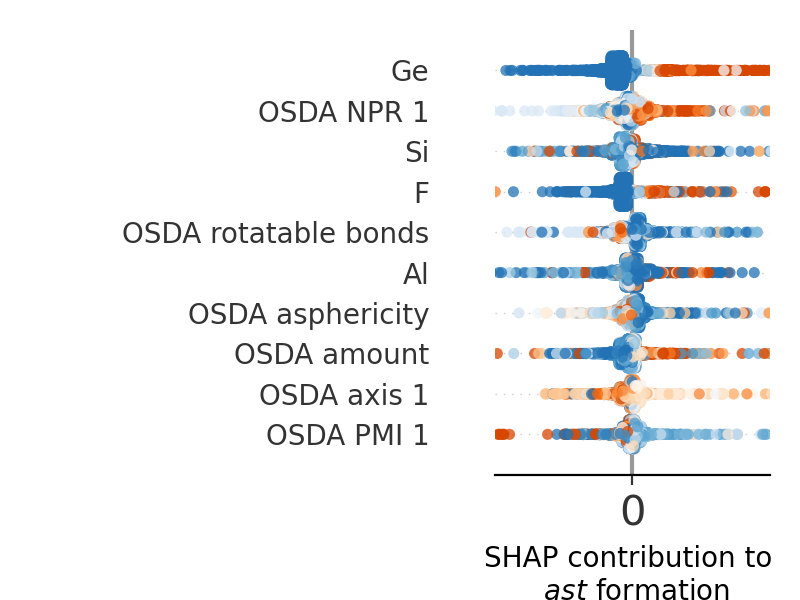 Ge
OSDA NPR 1
Si
F
OSDA rotatable bonds
Al
OSDA asphericity
OSDA amount
OSDA axis 1
OSDA PMI 1
0
SHAP contribution to
ast formation